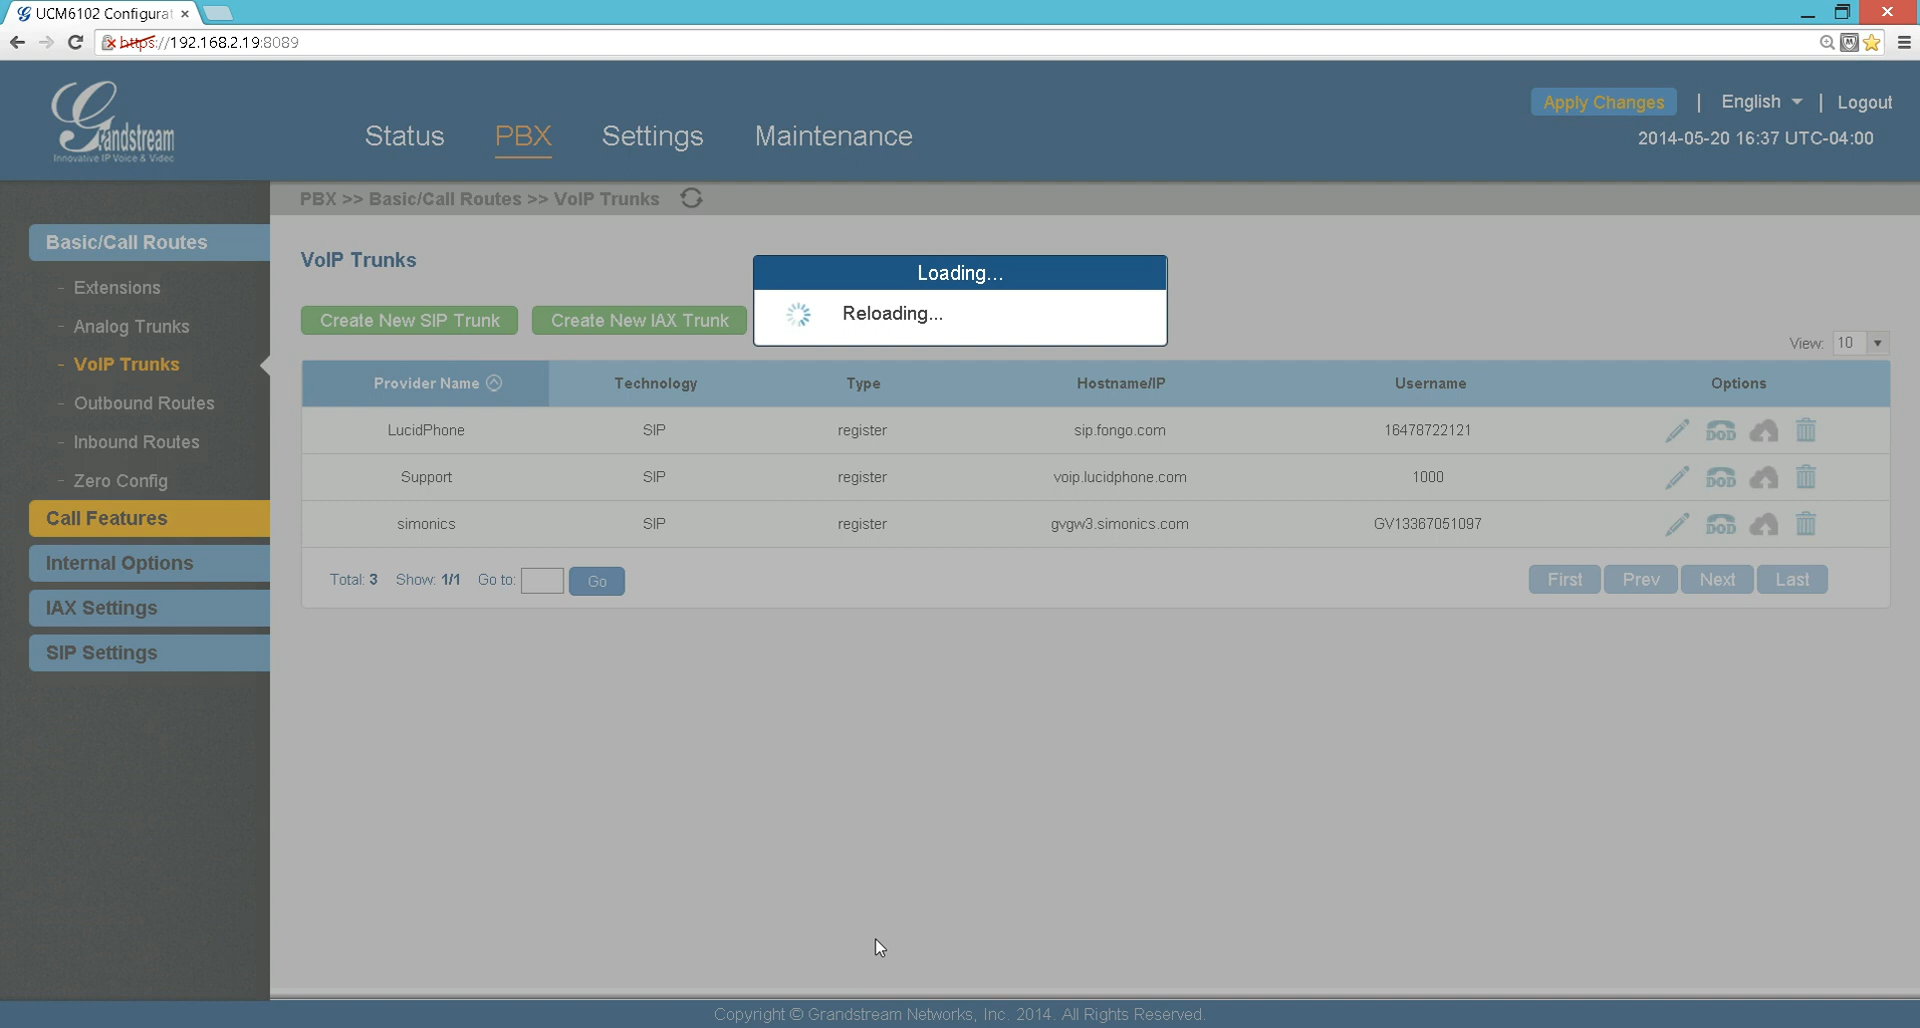 UCM6102 Configurat
https://192.168.2.19:8089
Grandstream
Innovative IP Voice & Video
Status PBX Settings Maintenance
Apply Changes | English | Logout
2014-05-20 16:37 UTC-04:00
PBX >> Basic/Call Routes >> VoIP Trunks
Basic/Call Routes
- Extensions
- Analog Trunks
- VoIP Trunks
- Outbound Routes
- Inbound Routes
- Zero Config
Call Features
Internal Options
IAX Settings
SIP Settings
VoIP Trunks
Loading...
Reloading...
Create New SIP Trunk Create New IAX Trunk
View: 10
Provider Name Technology Type Hostname/IP Username Options
LucidPhone SIP register sip.fongo.com 16478722121 DOD
Support SIP register voip.lucidphone.com 1000 DOD
simonics SIP register gvgw3.simonics.com GV13367051097 DOD
Total: 3 Show: 1/1 Go to: Go First Prev Next Last
Copyright © Grandstream Networks, Inc. 2014. All Rights Reserved.